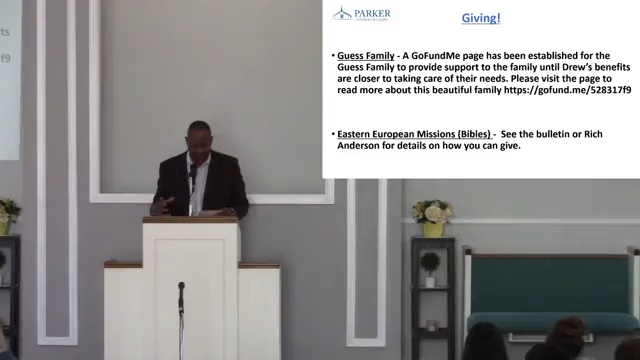 PARKER
Giving!
• Guess Family - A GoFundMe page has been established for the
Guess Family to provide support to the family until Drew's benefits
are closer to taking care of their needs. Please visit the page to
read more about this beautiful family https://gofund.me/528317f9
• Eastern European Missions (Bibles) - See the bulletin or Rich
Anderson for details on how you can give.
ts
f9